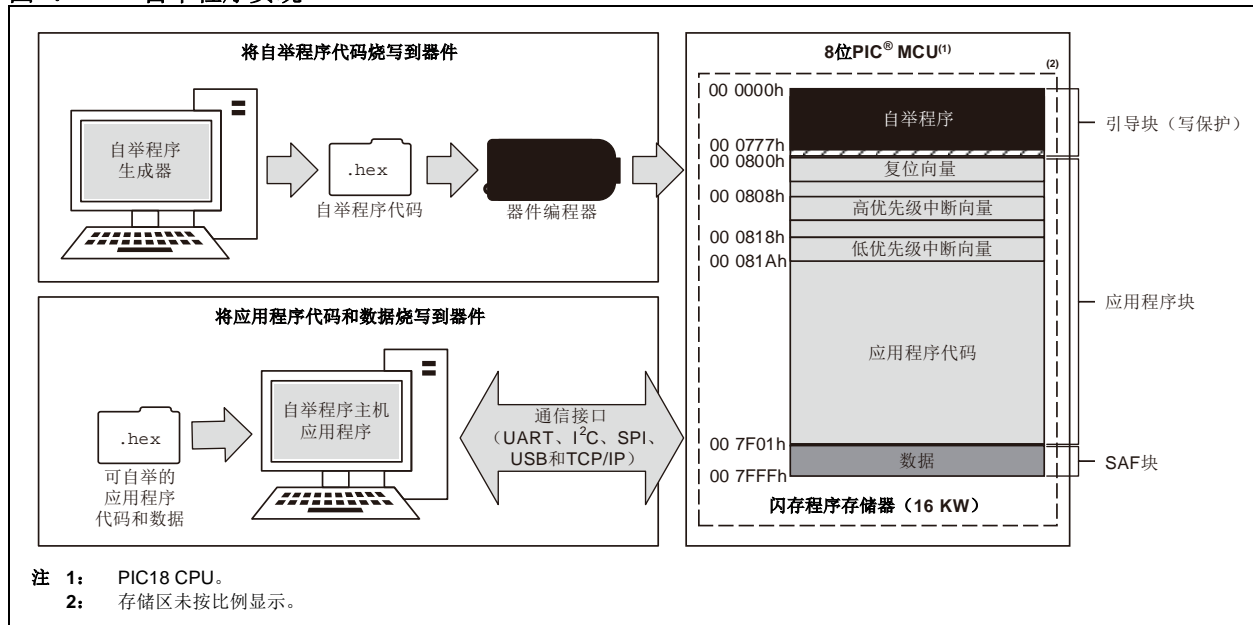 将自举程序代码烧写到器件
自举程序
生成器
.hex
自举程序代码
器件编程器
将应用程序代码和数据烧写到器件
.hex
可自举的
应用程序
代码和数据
自举程序主机
应用程序
通信接口
（UART、I²C、SPI、
USB和TCP/IP）
8位PIC® MCU(1)
(2)
00 0000h
自举程序
00 0777h
00 0800h
复位向量
00 0808h
高优先级中断向量
00 0818h
低优先级中断向量
00 081Ah
应用程序代码
00 7F01h
数据
00 7FFFh
闪存程序存储器（16 KW）
引导块（写保护）
应用程序块
SAF块
注 1： PIC18 CPU。
2： 存储区未按比例显示。